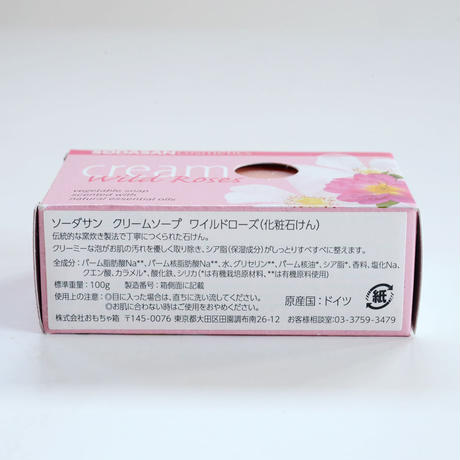 SODASAN cosmetics
cream
Wild Roses
vegetable soap
scented with
natural essential oils
ソーダサン クリームソープ ワイルドローズ(化粧石けん)
伝統的な窯炊き製法で丁寧につくられた石けん。
クリーミーな泡がお肌の汚れを優しく取り除き、シア脂(保湿成分)がしっとりすべすべに整えます。
全成分:パーム脂肪酸Na**、パーム核脂肪酸Na**、水、グリセリン**、パーム核油*、シア脂*、香料、塩化Na、
クエン酸、カラメル*、酸化鉄、シリカ(*は有機栽培原材料、**は有機原料使用)
標準重量:100g 製造番号:箱側面に記載
使用上の注意:◎目に入った場合は、直ちに洗い流してください。
◎お肌に合わない時はご使用をおやめください。
原産国:ドイツ
紙
株式会社おもちゃ箱 〒145-0076 東京都大田区田園調布南26-12 お客様相談室:03-3759-3479